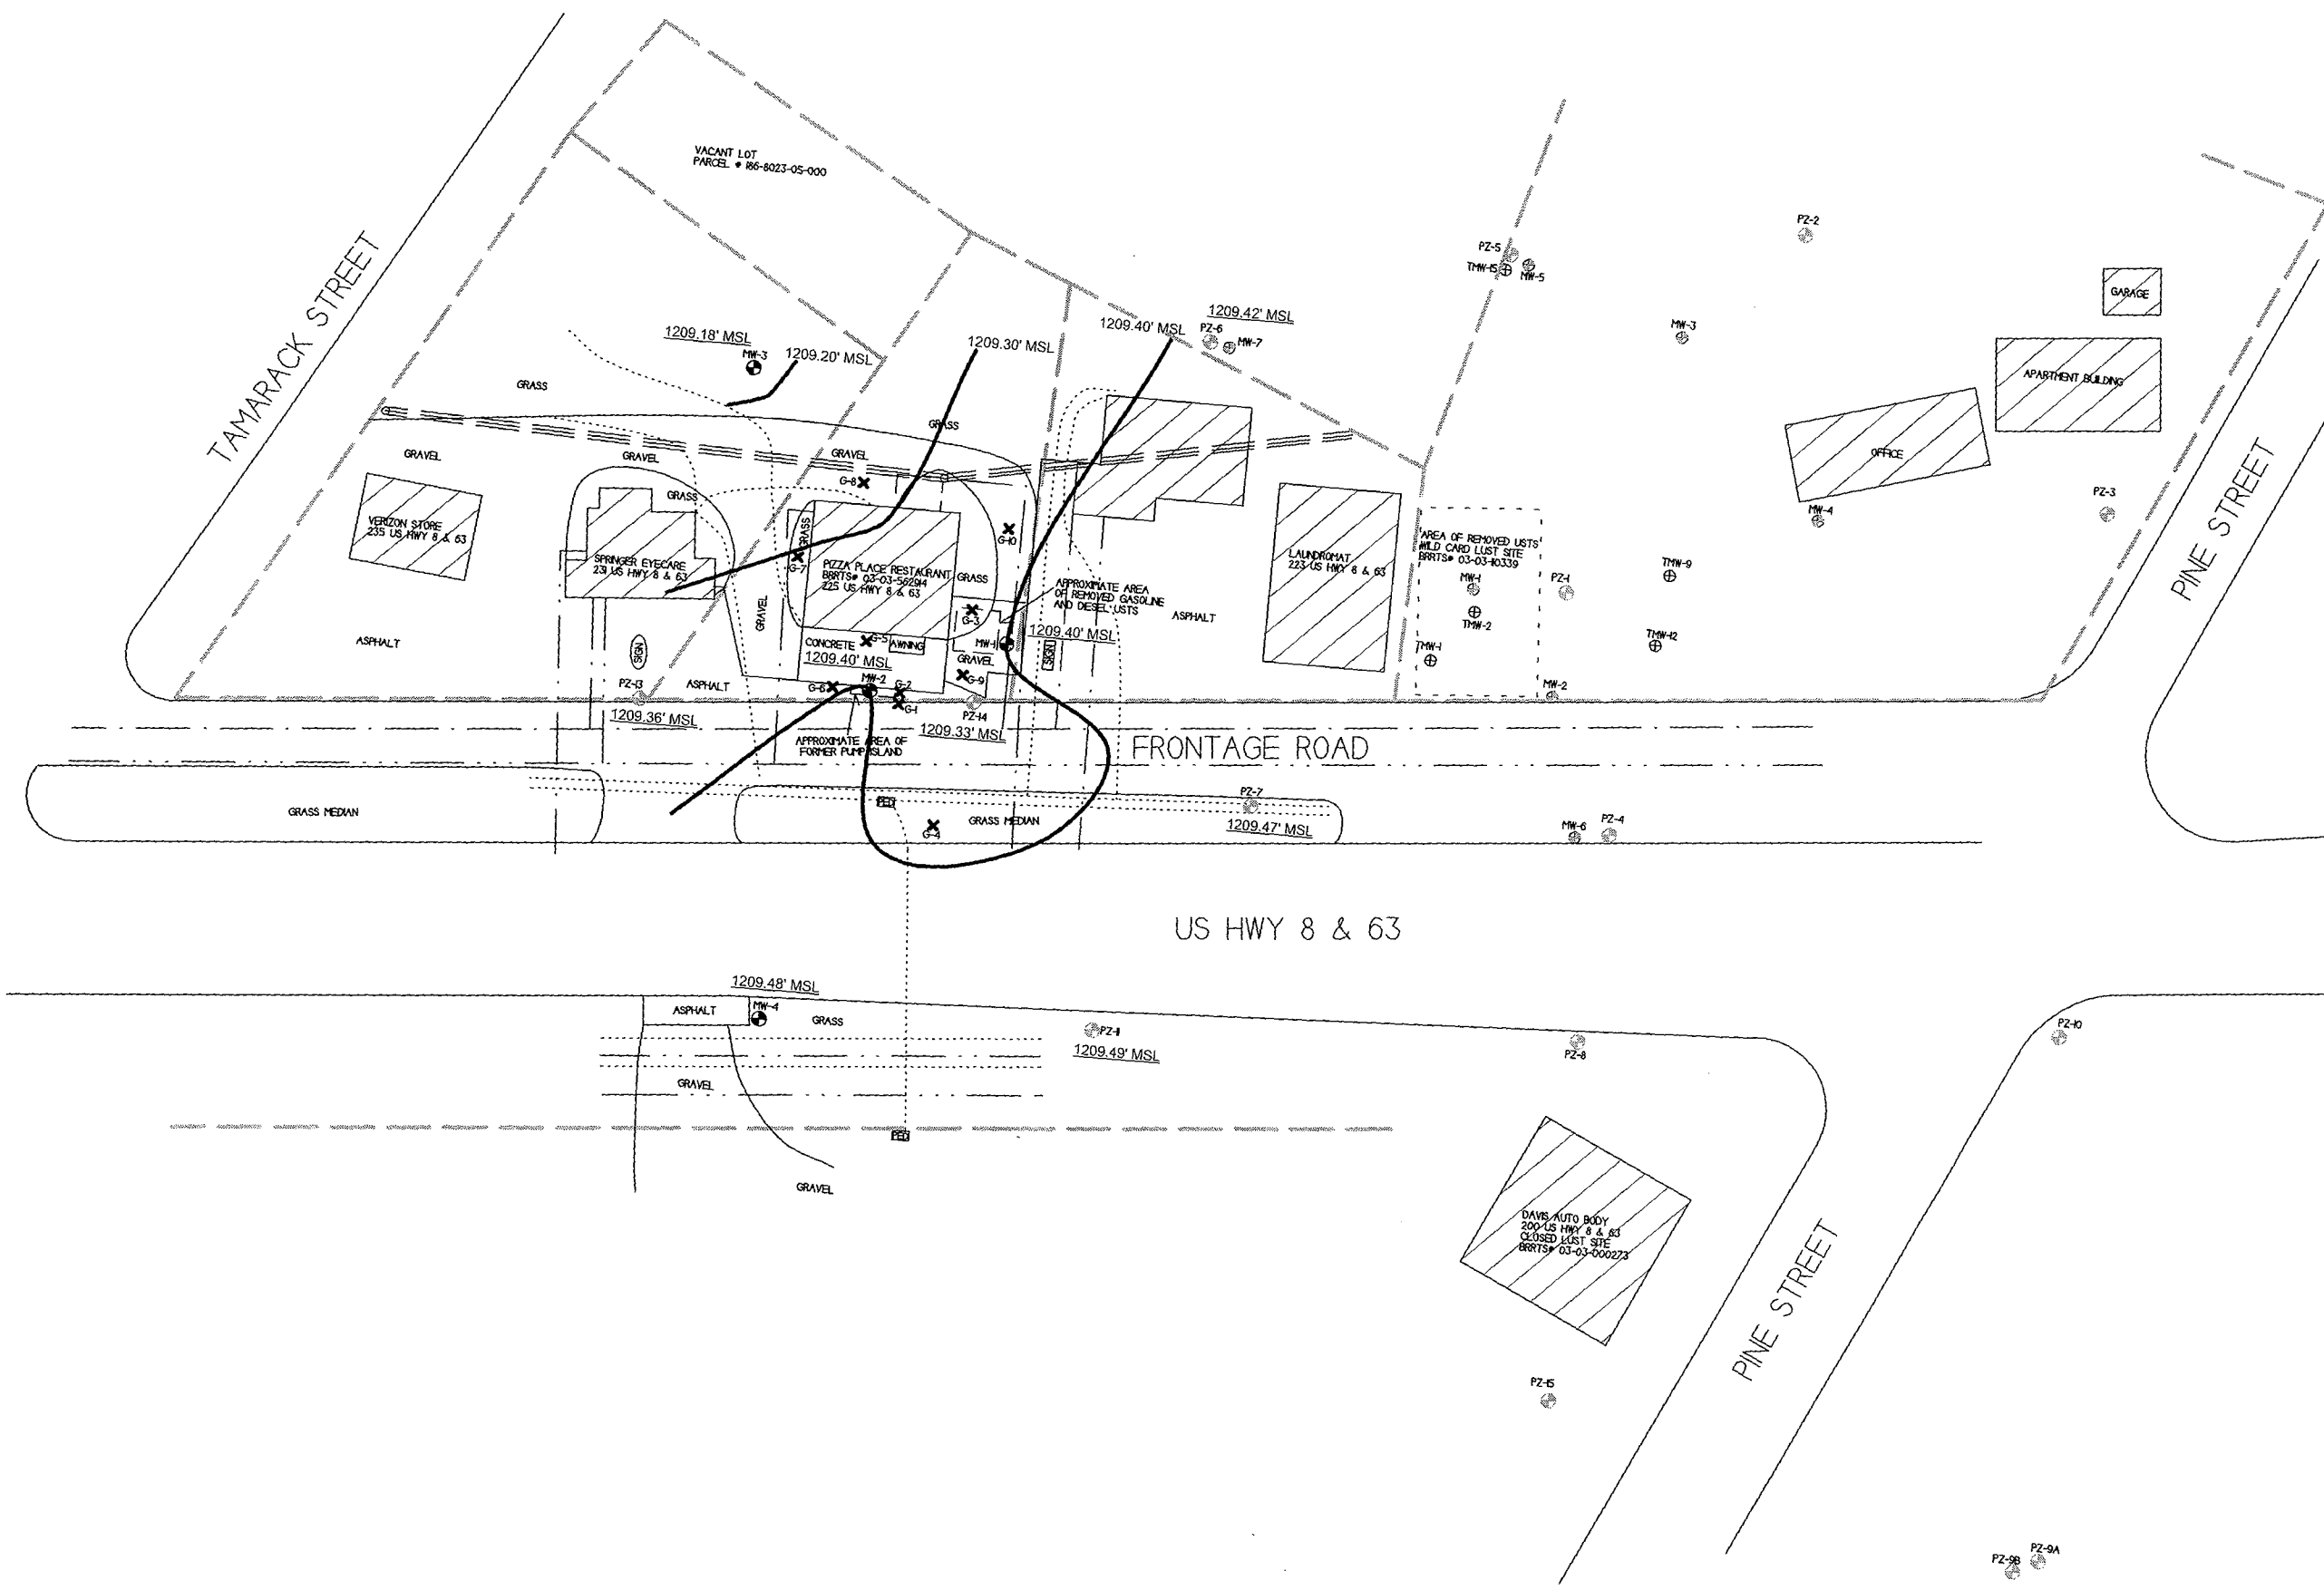 VACANT LOT
PARCEL # 186-8023-05-000
TAMARACK STREET
PZ-2
PZ-5
TMW-15
MW-5
GARAGE
1209.42' MSL
PZ-6
MW-7
1209.40' MSL
1209.30' MSL
1209.18' MSL
MW-3
1209.20' MSL
MW-3
APARTMENT BUILDING
GRASS
GRASS
GRAVEL
GRAVEL
GRAVEL
OFFICE
G-8
GRASS
PZ-3
MW-4
PINE STREET
VERIZON STORE
235 US HWY 8 & 63
GRASS
G-10
SPRINGER EYECARE
231 US HWY 8 & 63
G-7
PIZZA PLACE RESTAURANT
BRRTS# 03-03-562914
225 US HWY 8 & 63
GRASS
LAUNDROMAT
223 US HWY 8 & 63
AREA OF REMOVED USTS
WILD CARD LUST SITE
BRRTS# 03-03-10339
MW-1
PZ-1
TMW-9
APPROXIMATE AREA
OF REMOVED GASOLINE
AND DIESEL USTS
ASPHALT
G-3
GRAVEL
TMW-2
TMW-12
TMW-1
ASPHALT
SIGN
CONCRETE
G-5
AWNING
MW-1
1209.40' MSL
SIGN
1209.40' MSL
GRAVEL
MW-2
G-2
G-9
G-6
G-1
PZ-13
ASPHALT
PZ-14
MW-2
1209.36' MSL
1209.33' MSL
APPROXIMATE AREA OF
FORMER PUMP ISLAND
FRONTAGE ROAD
PED
GRASS MEDIAN
G-4
GRASS MEDIAN
PZ-7
1209.47' MSL
MW-6
PZ-4
US HWY 8 & 63
1209.48' MSL
MW-4
ASPHALT
GRASS
PZ-11
1209.49' MSL
PZ-8
PZ-10
GRAVEL
PED
GRAVEL
DAVIS AUTO BODY
200 US HWY 8 & 63
CLOSED LUST SITE
BRRTS# 03-03-000273
PINE STREET
PZ-15
PZ-9B
PZ-9A